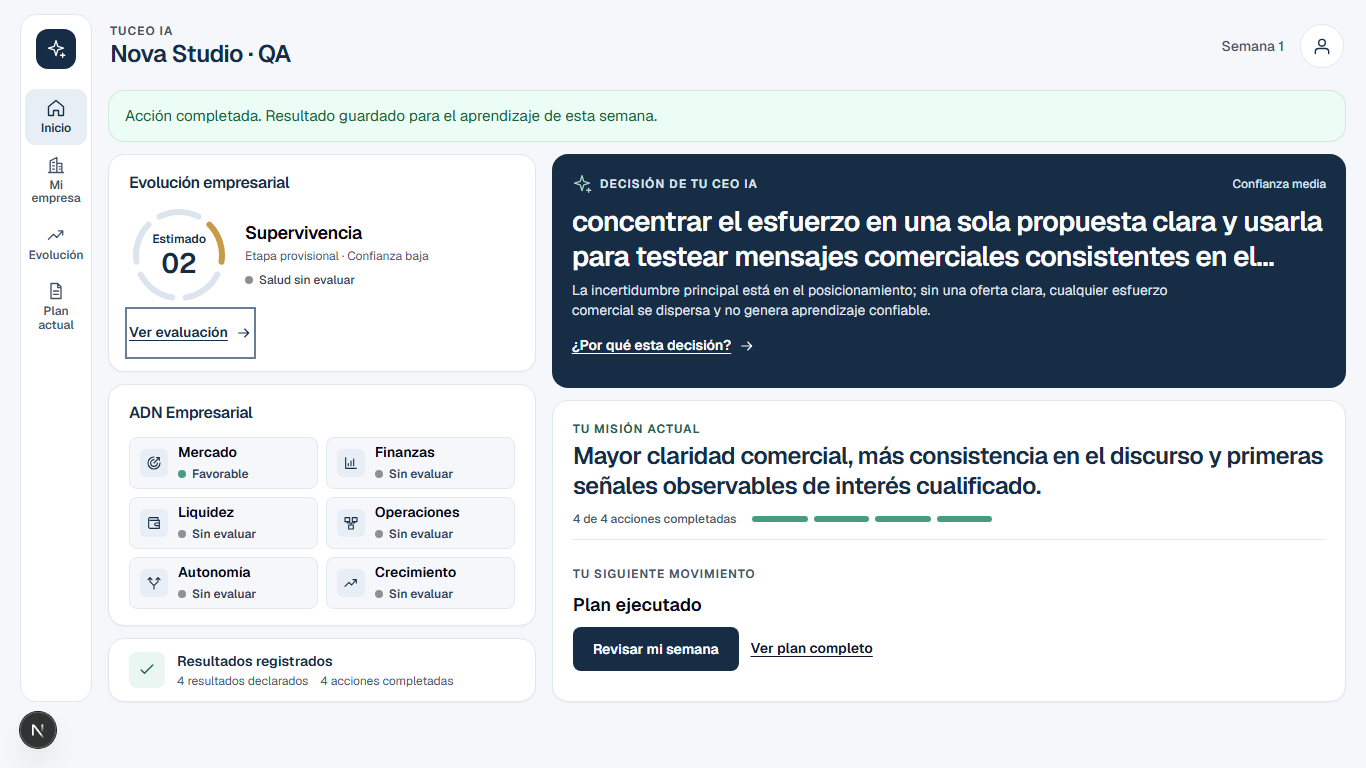 TUCEO IA
Nova Studio · QA
Semana 1
Inicio
Mi
empresa
Evolución
Plan
actual
Acción completada. Resultado guardado para el aprendizaje de esta semana.
Evolución empresarial
Estimado
02
Supervivencia
Etapa provisional · Confianza baja
Salud sin evaluar
Ver evaluación →
ADN Empresarial
Mercado
Favorable
Finanzas
Sin evaluar
Liquidez
Sin evaluar
Operaciones
Sin evaluar
Autonomía
Sin evaluar
Crecimiento
Sin evaluar
Resultados registrados
4 resultados declarados 4 acciones completadas
DECISIÓN DE TU CEO IA
Confianza media
concentrar el esfuerzo en una sola propuesta clara y usarla
para testear mensajes comerciales consistentes en el...
La incertidumbre principal está en el posicionamiento; sin una oferta clara, cualquier esfuerzo
comercial se dispersa y no genera aprendizaje confiable.
¿Por qué esta decisión? →
TU MISIÓN ACTUAL
Mayor claridad comercial, más consistencia en el discurso y primeras
señales observables de interés cualificado.
4 de 4 acciones completadas
TU SIGUIENTE MOVIMIENTO
Plan ejecutado
Revisar mi semana
Ver plan completo
N